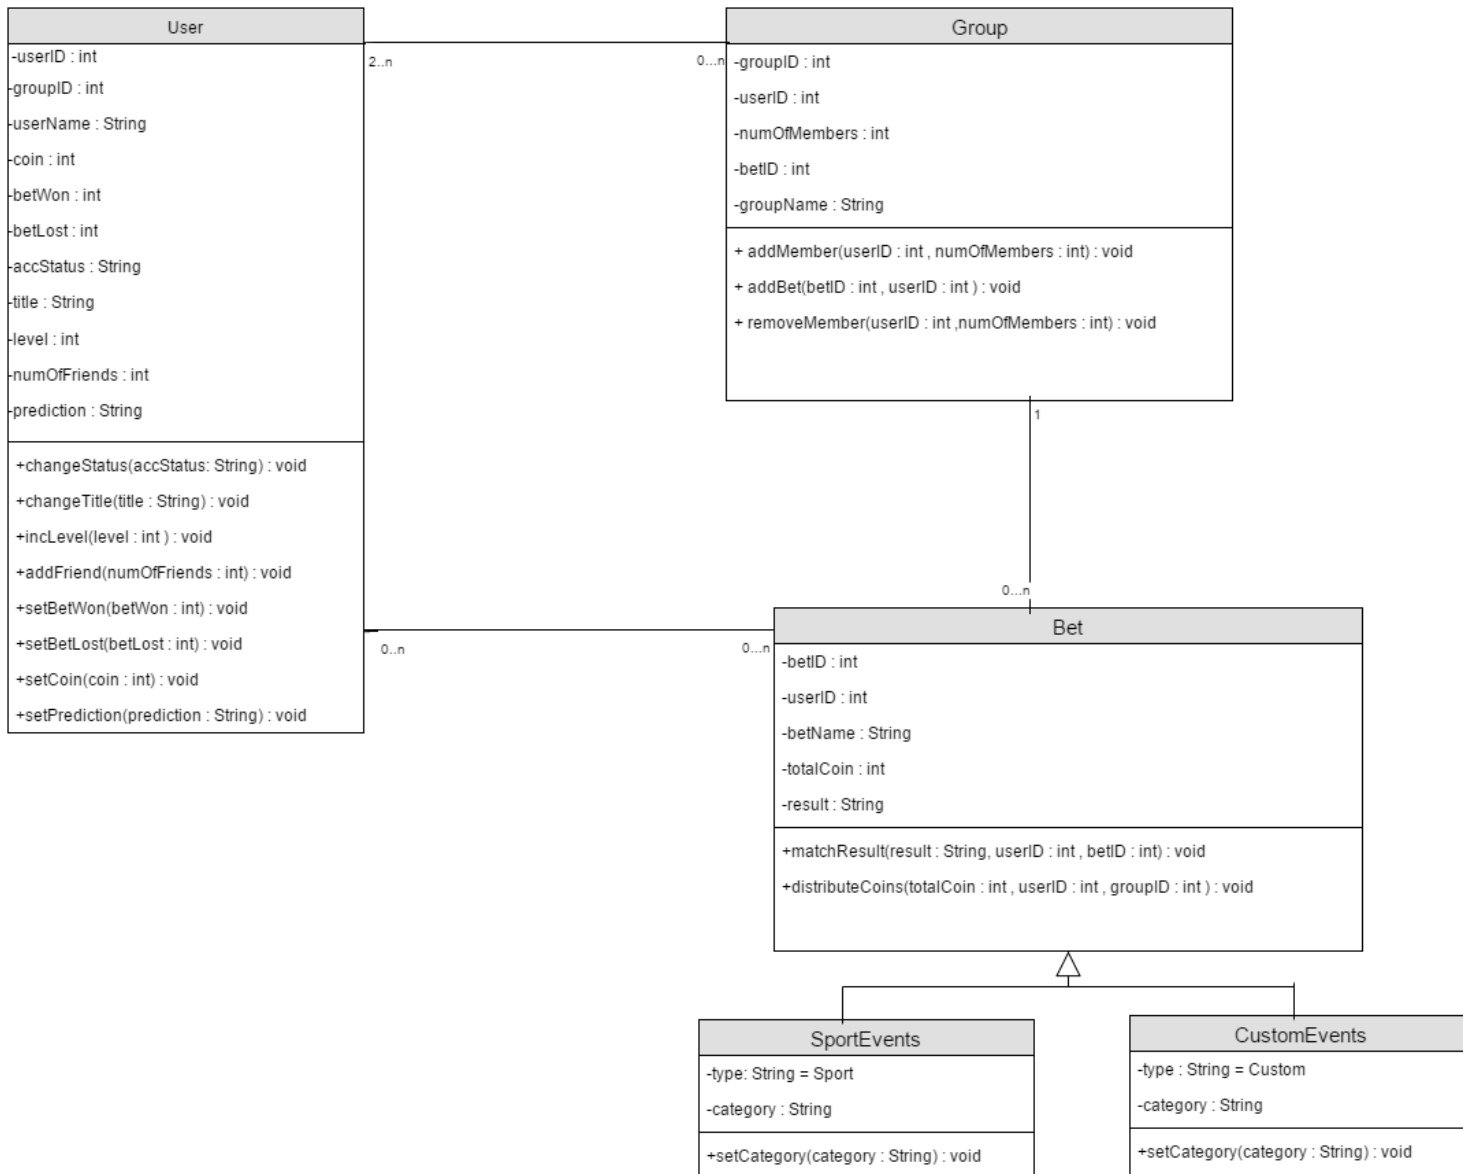 User
-userID : int
-groupID : int
-userName : String
-coin : int
-betWon : int
-betLost : int
-accStatus : String
-title : String
-level : int
-numOfFriends : int
-prediction : String
+changeStatus(accStatus: String) : void
+changeTitle(title : String) : void
+incLevel(level : int ) : void
+addFriend(numOfFriends : int) : void
+setBetWon(betWon : int) : void
+setBetLost(betLost : int) : void
+setCoin(coin : int) : void
+setPrediction(prediction : String) : void
2..n
0...n
Group
-groupID : int
-userID : int
-numOfMembers : int
-betID : int
-groupName : String
+ addMember(userID : int , numOfMembers : int) : void
+ addBet(betID : int , userID : int ) : void
+ removeMember(userID : int ,numOfMembers : int) : void
1
0...n
0..n
0...n
Bet
-betID : int
-userID : int
-betName : String
-totalCoin : int
-result : String
+matchResult(result : String, userID : int , betID : int) : void
+distributeCoins(totalCoin : int , userID : int , groupID : int ) : void
SportEvents
-type: String = Sport
-category : String
+setCategory(category : String) : void
CustomEvents
-type : String = Custom
-category : String
+setCategory(category : String) : void